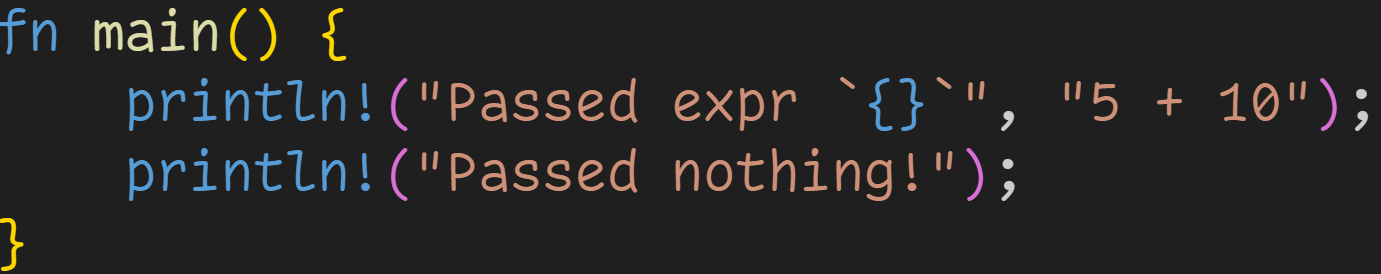 fn main() {
    println!("Passed expr `{}`", "5 + 10");
    println!("Passed nothing!");
}